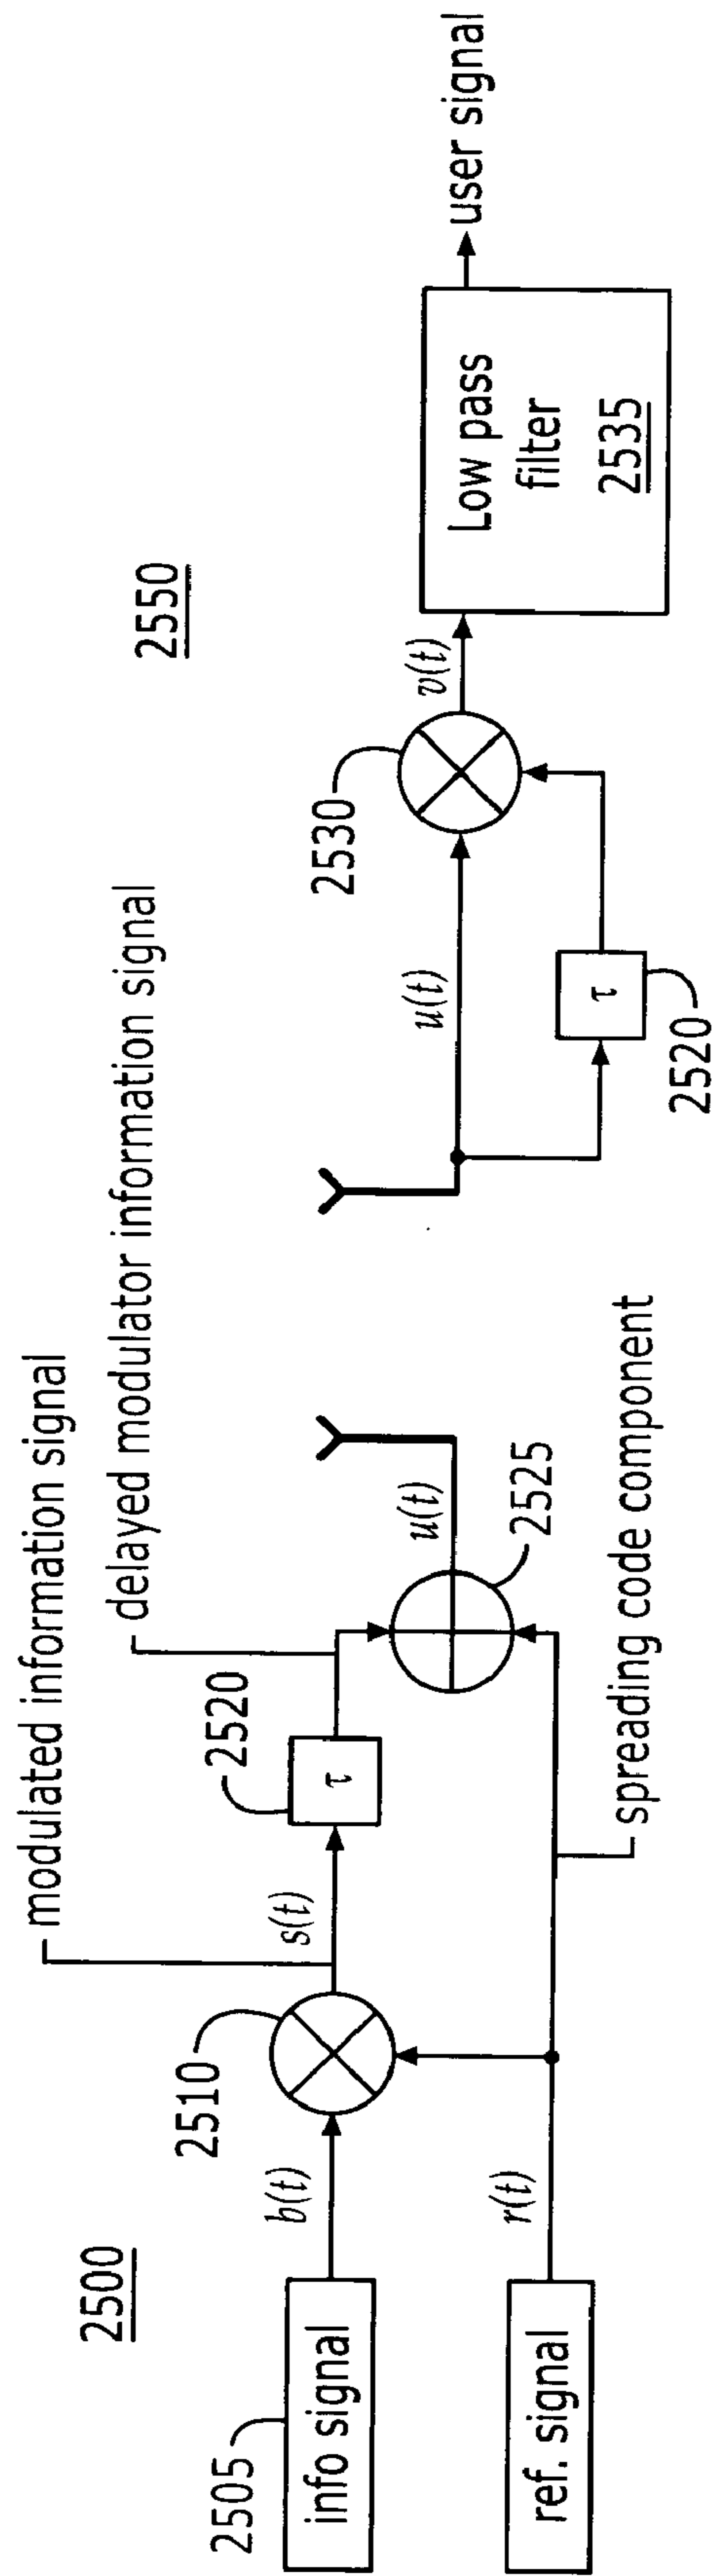 2500
2505
info signal
b(t)
2510
modulated information signal
s(t)
2520
τ
delayed modulator information signal
ref. signal
r(t)
spreading code component
u(t)
2525
2550
u(t)
τ
2520
2530
v(t)
Low pass
filter
2535
user signal